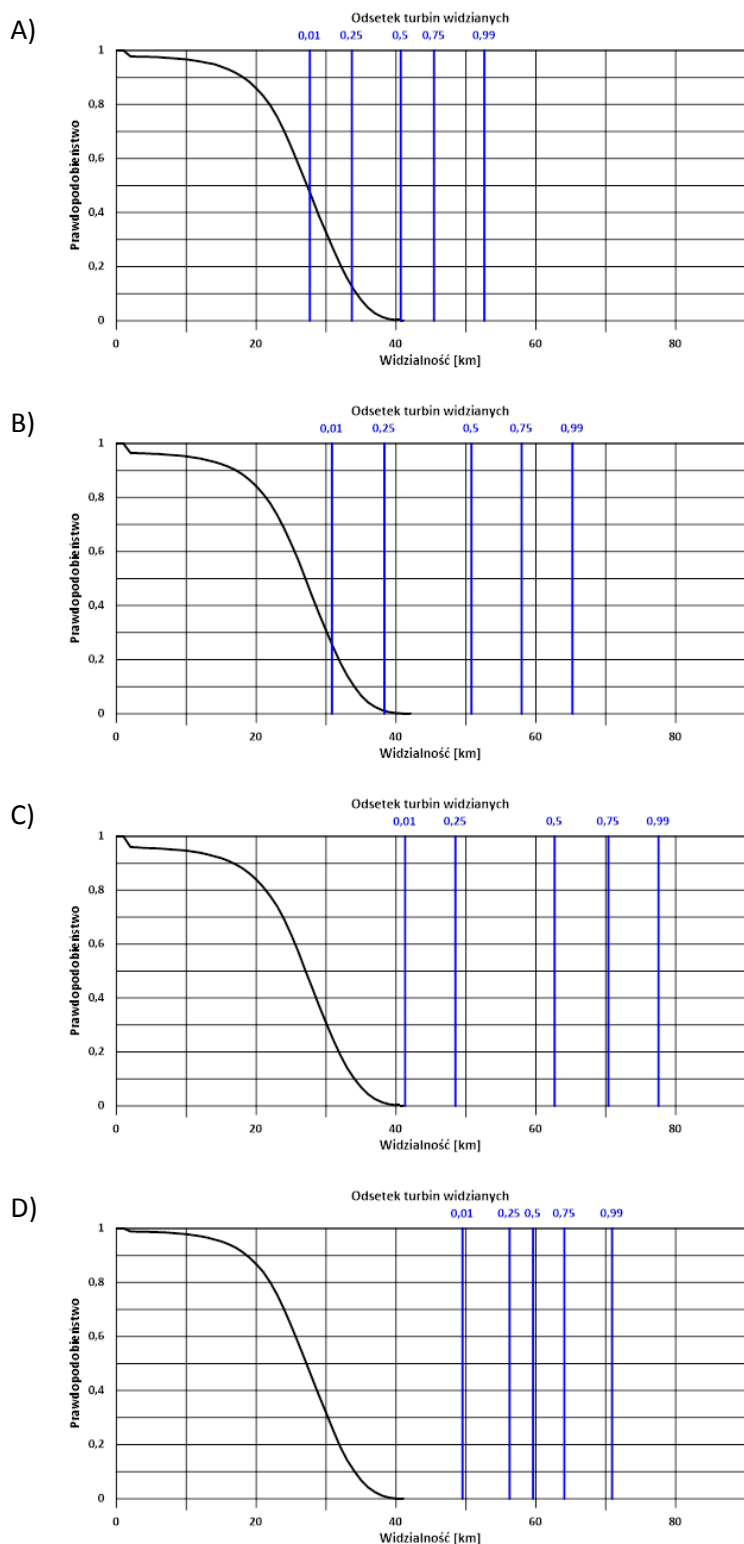 A)
Odsetek turbin widzianych
0,01 0,25 0,5 0,75 0,99
1
0,8
0,6
0,4
0,2
0
Prawdopodobieństwo
0 20 40 60 80
Widzialność [km]
B)
Odsetek turbin widzianych
0,01 0,25 0,5 0,75 0,99
1
0,8
0,6
0,4
0,2
0
Prawdopodobieństwo
0 20 40 60 80
Widzialność [km]
C)
Odsetek turbin widzianych
0,01 0,25 0,5 0,75 0,99
1
0,8
0,6
0,4
0,2
0
Prawdopodobieństwo
0 20 40 60 80
Widzialność [km]
D)
Odsetek turbin widzianych
0,01 0,25 0,5 0,75 0,99
1
0,8
0,6
0,4
0,2
0
Prawdopodobieństwo
0 20 40 60 80
Widzialność [km]